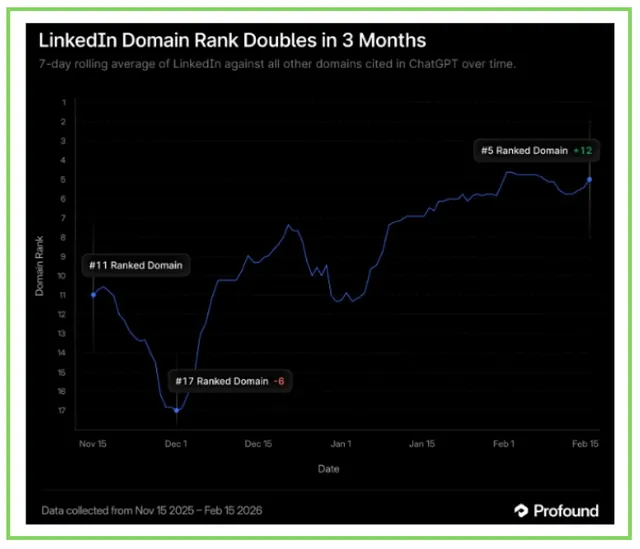 LinkedIn Domain Rank Doubles in 3 Months
7-day rolling average of LinkedIn against all other domains cited in ChatGPT over time.
1
2
3
4
5
6
7
8
9
10
11
12
13
14
15
16
17
Domain Rank
#11 Ranked Domain
#17 Ranked Domain -6
#5 Ranked Domain +12
Nov 15
Dec 1
Dec 15
Jan 1
Jan 15
Feb 1
Feb 15
Date
Data collected from Nov 15 2025 – Feb 15 2026
Profound